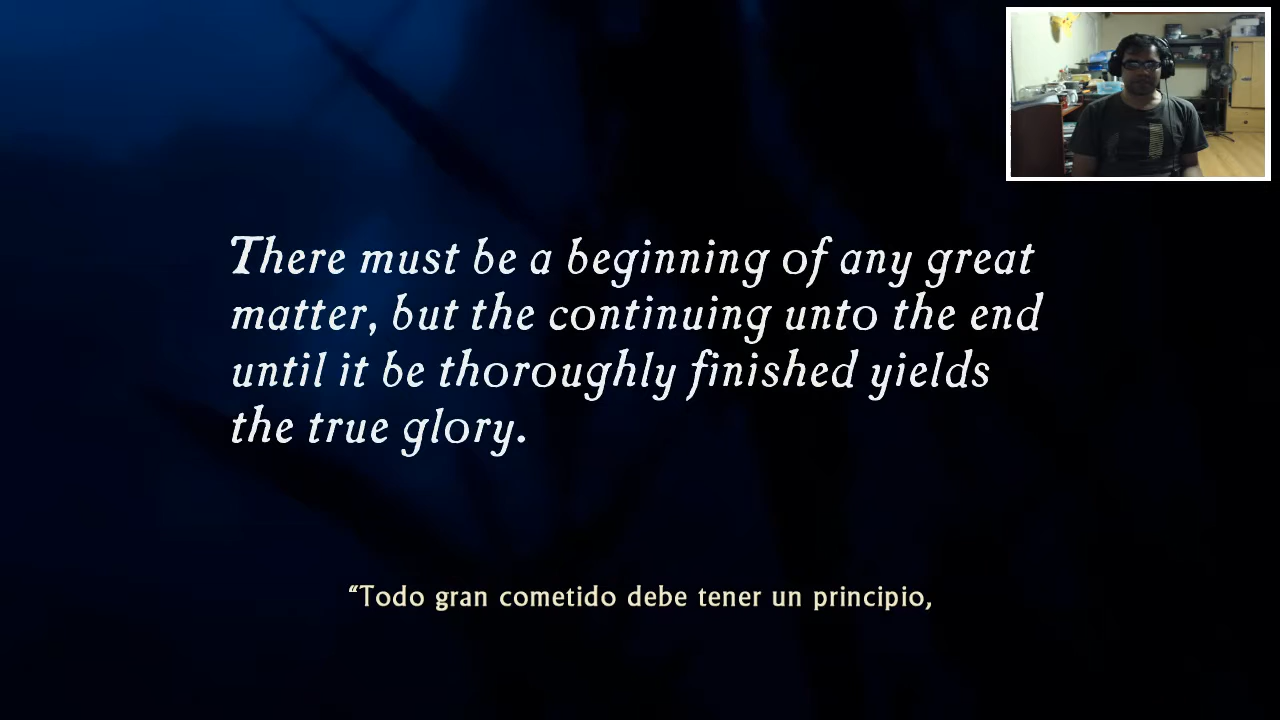 There must be a beginning of any great
matter, but the continuing unto the end
until it be thoroughly finished yields
the true glory.
“Todo gran cometido debe tener un principio,